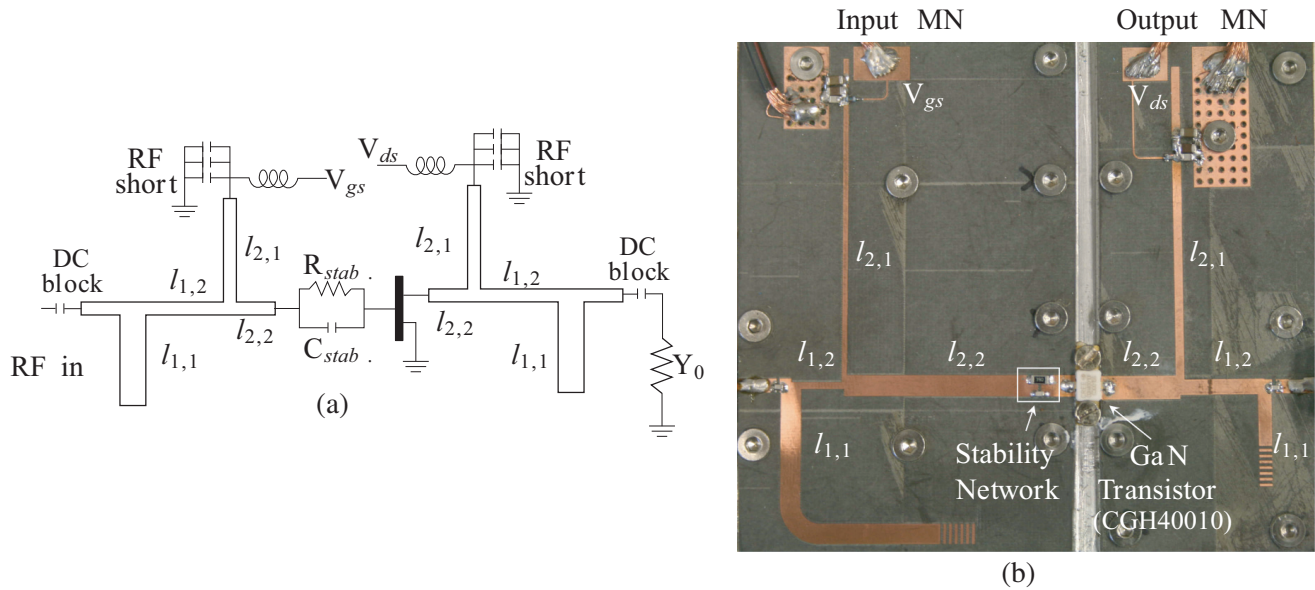 RF
short
V_gs
l_2,1
DC
block
l_1,2
l_2,2
R_stab .
C_stab .
RF in
l_1,1
(a)
V_ds
RF
short
l_2,1
l_1,2
DC
block
l_2,2
l_1,1
Y_0
Input MN
Output MN
V_gs
V_ds
l_2,1
l_2,1
l_1,2
l_2,2
l_2,2
l_1,2
l_1,1
l_1,1
Stability
Network
GaN
Transistor
(CGH40010)
(b)